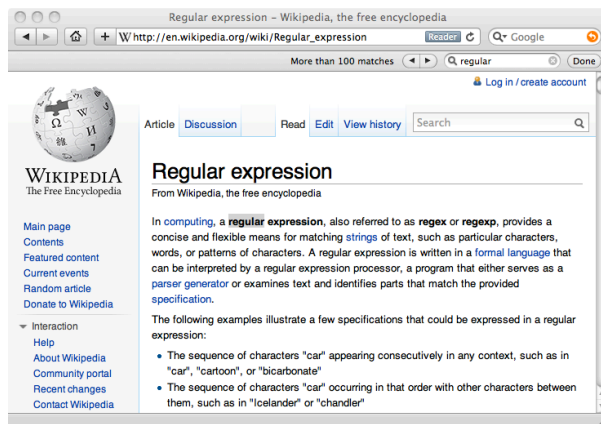 Regular expression – Wikipedia, the free encyclopedia
W http://en.wikipedia.org/wiki/Regular_expression Reader Google
More than 100 matches regular Done
Log in / create account
Article Discussion Read Edit View history Search
WIKIPEDIA
The Free Encyclopedia
Main page
Contents
Featured content
Current events
Random article
Donate to Wikipedia
Interaction
Help
About Wikipedia
Community portal
Recent changes
Contact Wikipedia
Regular expression
From Wikipedia, the free encyclopedia
In computing, a regular expression, also referred to as regex or regexp, provides a
concise and flexible means for matching strings of text, such as particular characters,
words, or patterns of characters. A regular expression is written in a formal language that
can be interpreted by a regular expression processor, a program that either serves as a
parser generator or examines text and identifies parts that match the provided
specification.
The following examples illustrate a few specifications that could be expressed in a regular
expression:
• The sequence of characters "car" appearing consecutively in any context, such as in
"car", "cartoon", or "bicarbonate"
• The sequence of characters "car" occurring in that order with other characters between
them, such as in "Icelander" or "chandler"